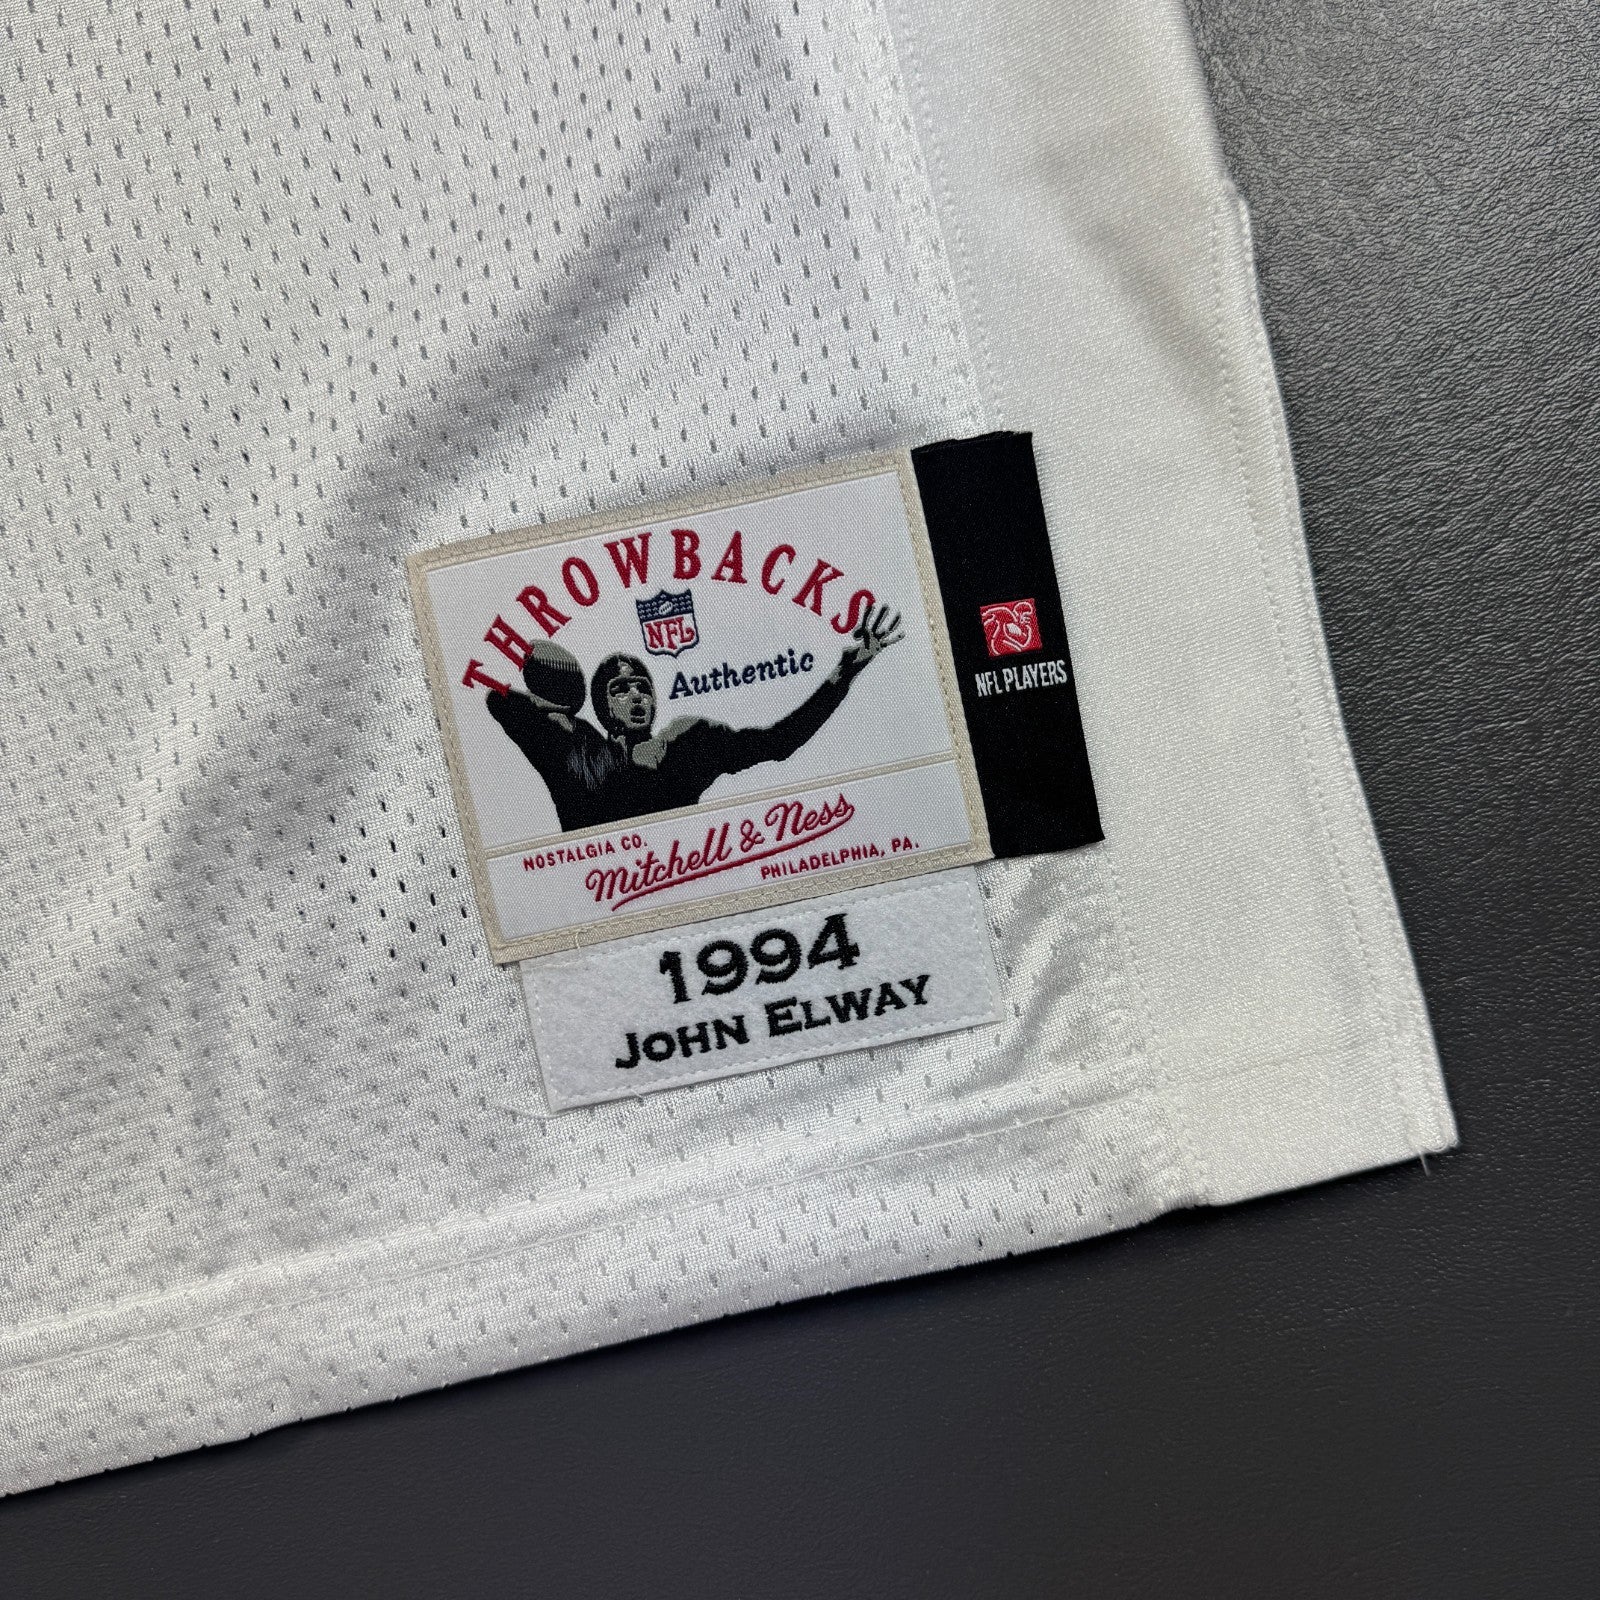 THROWBACKS
NFL
Authentic
NFL PLAYERS
NOSTALGIA CO.
Mitchell & Ness
PHILADELPHIA, PA.
1994
JOHN ELWAY